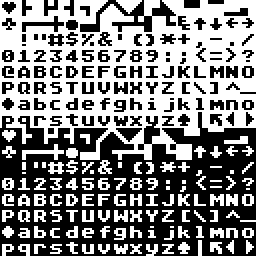 ♥
♣ ↑↓←→
!"#$%&'()*+,-./
0123456789:;<=>?
@ABCDEFGHIJKLMNO
PQRSTUVWXYZ[\]^_
♦abcdefghijklmno
pqrstuvwxyz♠|↖◀▶
♥
♣ ↑↓←→
!"#$%&'()*+,-./
0123456789:;<=>?
@ABCDEFGHIJKLMNO
PQRSTUVWXYZ[\]^_
♦abcdefghijklmno
pqrstuvwxyz♠|↖◀▶